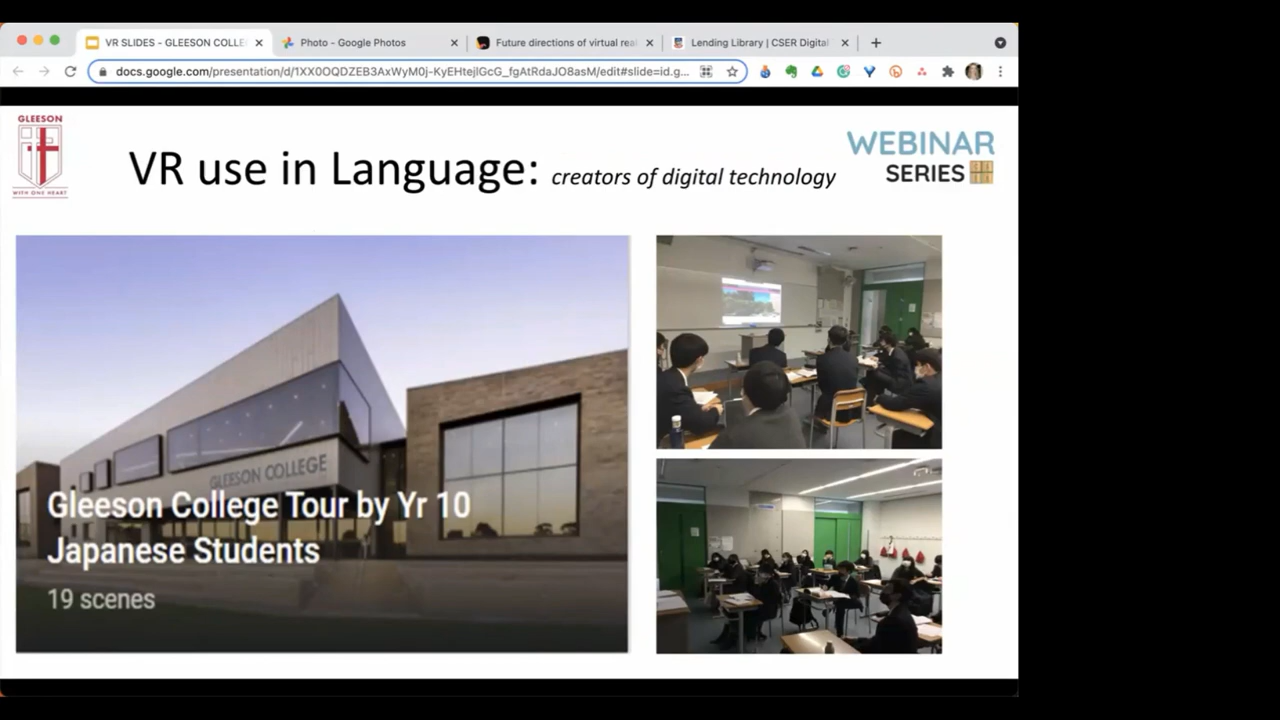 VR SLIDES - GLEESON COLLE
Photo - Google Photos
Future directions of virtual rea
Lending Library | CSER Digital
docs.google.com/presentation/d/1XX0OQDZEB3AxWyM0j-KyEHtejlGcG_fgAtRdaJO8asM/edit#slide=id.g...
GLEESON
WITH ONE HEART
VR use in Language: creators of digital technology
WEBINAR
SERIES
GLEESON COLLEGE
Gleeson College Tour by Yr 10
Japanese Students
19 scenes